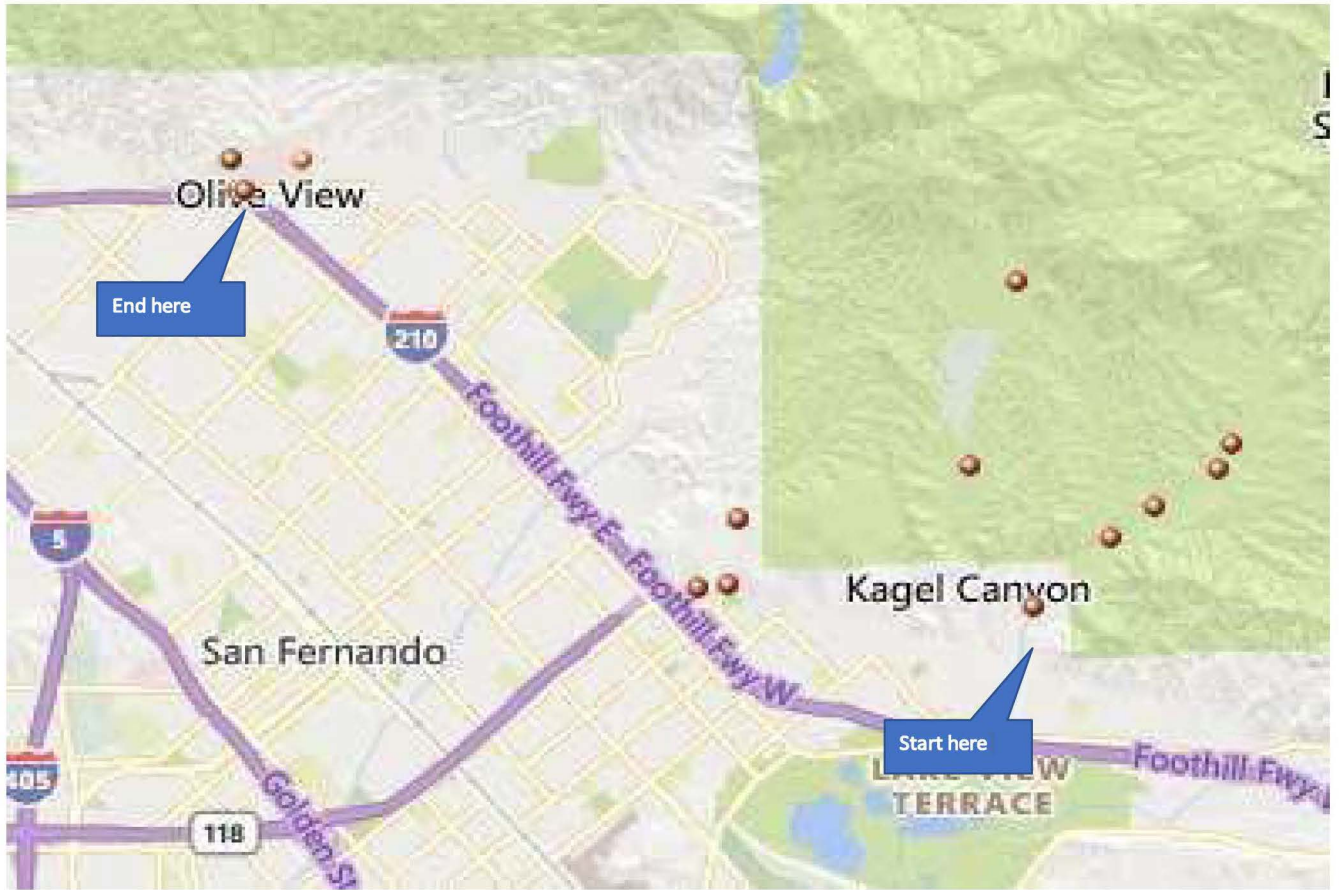 Olive View
End here
210
Foothill Fwy E
Foothill Fwy W
5
Kagel Canyon
San Fernando
Start here
LAKE VIEW
TERRACE
Foothill Fwy
405
118
Golden St